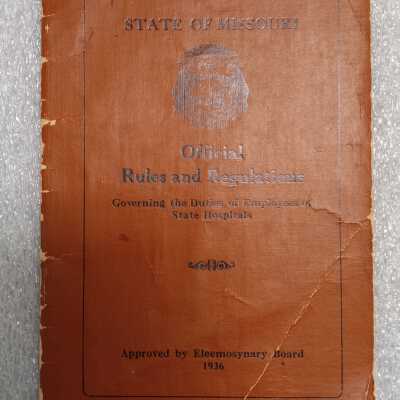 STATE OF MISSOURI
Official
Rules and Regulations
Governing the Duties of Employees of
State Hospitals
Approved by Eleemosynary Board
1936